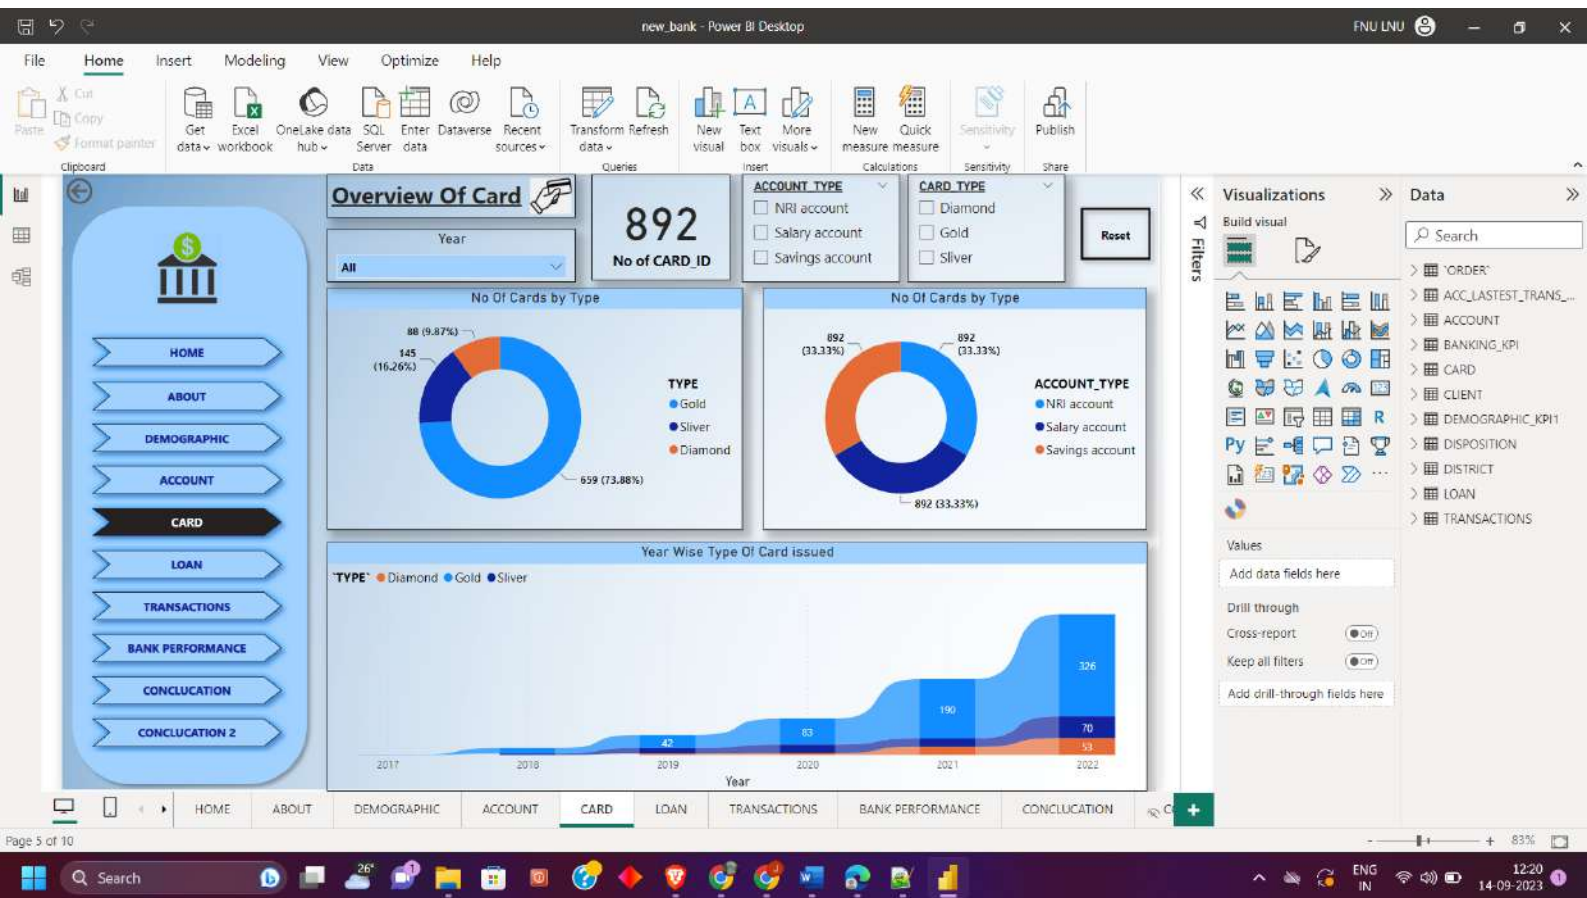 new_bank - Power BI Desktop
FNU LNU
File Home Insert Modeling View Optimize Help
Paste
Cut
Copy
Format painter
Get data
Excel workbook
OneLake data hub
SQL Server
Enter data
Dataverse
Recent sources
Transform data
Refresh
New visual
Text box
More visuals
New measure
Quick measure
Sensitivity
Publish
Clipboard
Data
Queries
Insert
Calculations
Sensitivity
Share
HOME
ABOUT
DEMOGRAPHIC
ACCOUNT
CARD
LOAN
TRANSACTIONS
BANK PERFORMANCE
CONCLUCATION
CONCLUCATION 2
Overview Of Card
Year
All
892
No of CARD_ID
ACCOUNT_TYPE
NRI account
Salary account
Savings account
CARD_TYPE
Diamond
Gold
Sliver
Reset
No Of Cards by Type
88 (9.87%)
145
(16.26%)
659 (73.88%)
TYPE
Gold
Sliver
Diamond
No Of Cards by Type
892
(33.33%)
892
(33.33%)
892 (33.33%)
ACCOUNT_TYPE
NRI account
Salary account
Savings account
Year Wise Type Of Card issued
`TYPE` Diamond Gold Sliver
326
190
83
42
70
53
2017 2018 2019 2020 2021 2022
Year
Filters
Visualizations
Build visual
R
Py
Values
Add data fields here
Drill through
Cross-report
Off
Keep all filters
Off
Add drill-through fields here
Data
Search
`ORDER`
ACC_LASTEST_TRANS_...
ACCOUNT
BANKING_KPI
CARD
CLIENT
DEMOGRAPHIC_KPI1
DISPOSITION
DISTRICT
LOAN
TRANSACTIONS
HOME ABOUT DEMOGRAPHIC ACCOUNT CARD LOAN TRANSACTIONS BANK PERFORMANCE CONCLUCATION
Page 5 of 10
83%
Search
26°
ENG
IN
12:20
14-09-2023